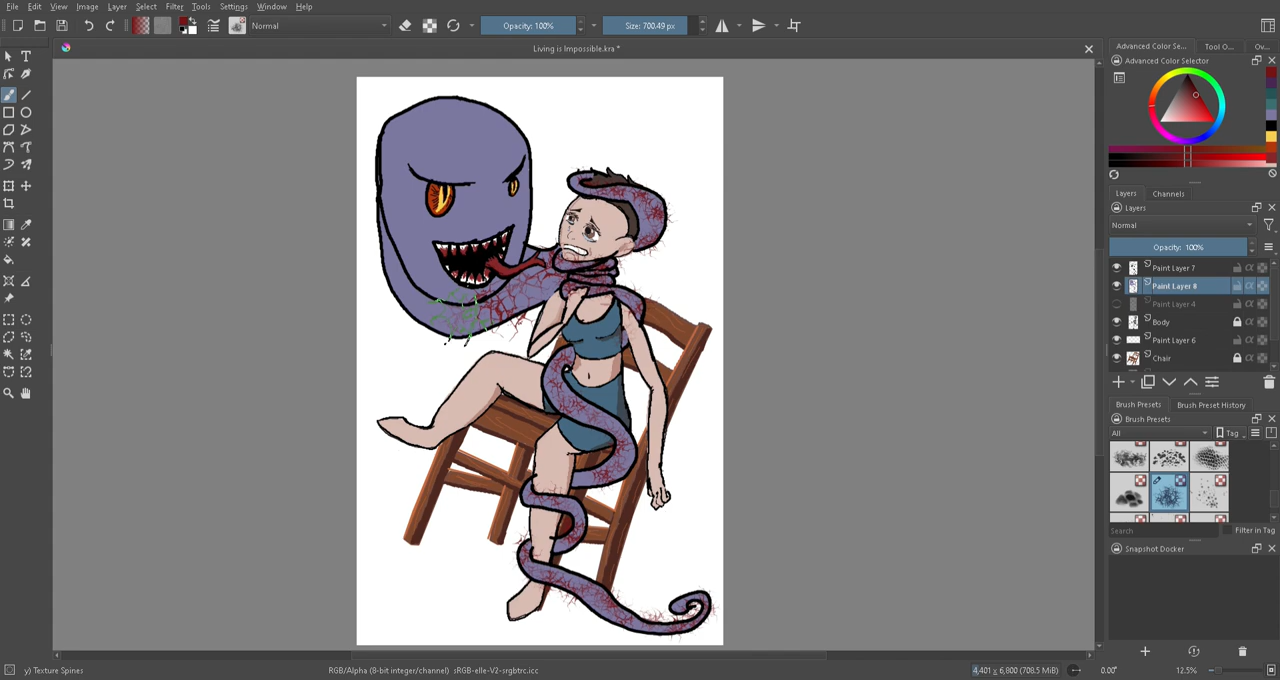 File Edit View Image Layer Select Filter Tools Settings Window Help
Normal
Opacity: 100%
Size: 700.49 px
Living is Impossible.kra *
Advanced Color Se...
Tool O...
Ov...
Advanced Color Selector
Layers
Channels
Layers
Normal
Opacity: 100%
Paint Layer 7
Paint Layer 8
Paint Layer 4
Body
Paint Layer 6
Chair
Brush Presets
Brush Preset History
Brush Presets
All
Tag
Search
Filter in Tag
Snapshot Docker
y) Texture Spines
RGB/Alpha (8-bit integer/channel) sRGB-elle-V2-srgbtrc.icc
4,401 x 6,800 (708.5 MiB)
0.00°
12.5%